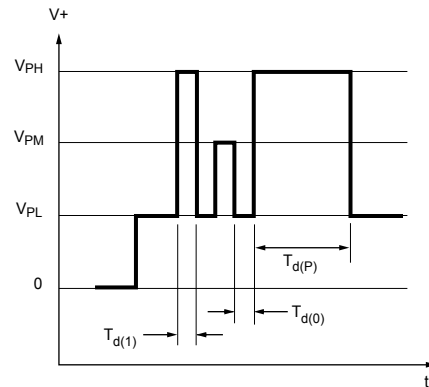 V+
VPH
VPM
VPL
0
Td(P)
Td(1)
Td(0)
t